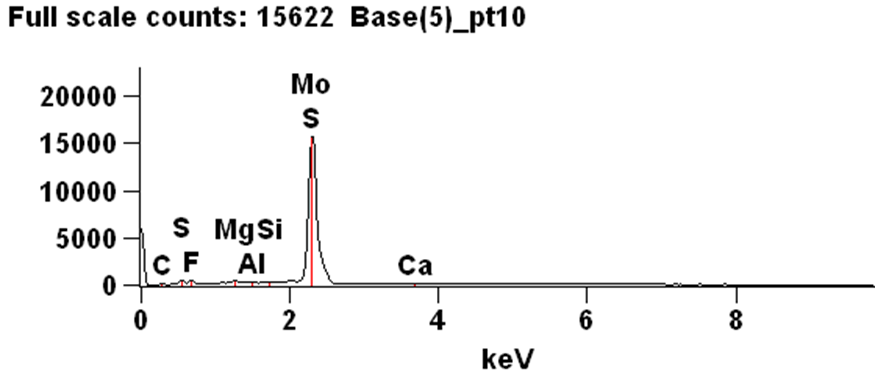 Full scale counts: 15622 Base(5)_pt10
Mo
20000
S
15000
10000
S MgSi
5000
C F Al Ca
0
0 2 4 6 8
keV